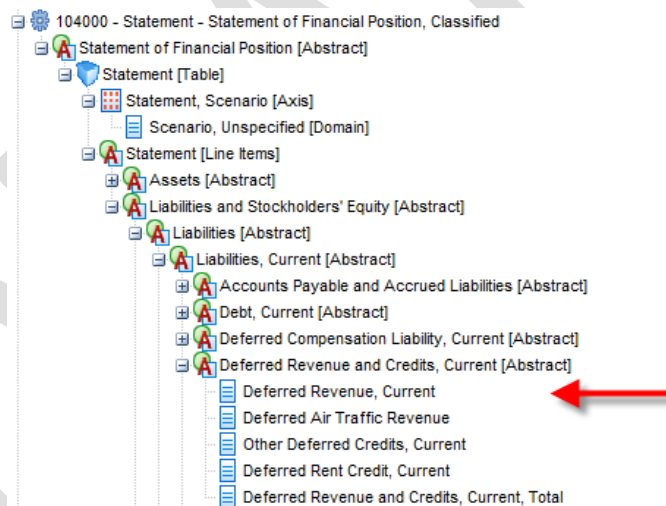 104000 - Statement - Statement of Financial Position, Classified
Statement of Financial Position [Abstract]
Statement [Table]
Statement, Scenario [Axis]
Scenario, Unspecified [Domain]
Statement [Line Items]
Assets [Abstract]
Liabilities and Stockholders' Equity [Abstract]
Liabilities [Abstract]
Liabilities, Current [Abstract]
Accounts Payable and Accrued Liabilities [Abstract]
Debt, Current [Abstract]
Deferred Compensation Liability, Current [Abstract]
Deferred Revenue and Credits, Current [Abstract]
Deferred Revenue, Current
Deferred Air Traffic Revenue
Other Deferred Credits, Current
Deferred Rent Credit, Current
Deferred Revenue and Credits, Current, Total